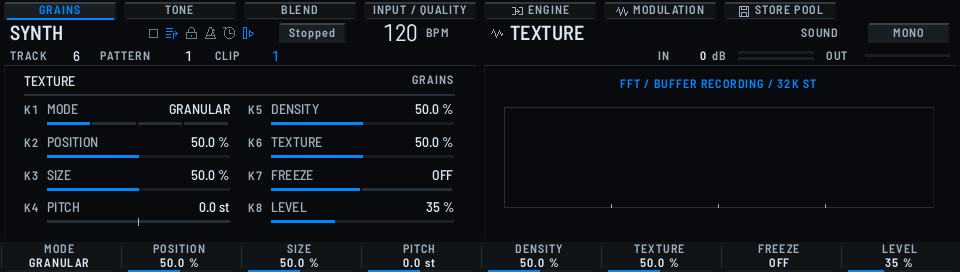 GRAINS TONE BLEND INPUT / QUALITY ENGINE MODULATION STORE POOL
SYNTH Stopped 120 BPM TEXTURE SOUND MONO
TRACK 6 PATTERN 1 CLIP 1 IN 0 dB OUT
TEXTURE GRAINS
FFT / BUFFER RECORDING / 32K ST
K1 MODE GRANULAR K5 DENSITY 50.0 %
K2 POSITION 50.0 % K6 TEXTURE 50.0 %
K3 SIZE 50.0 % K7 FREEZE OFF
K4 PITCH 0.0 st K8 LEVEL 35 %
MODE POSITION SIZE PITCH DENSITY TEXTURE FREEZE LEVEL
GRANULAR 50.0 % 50.0 % 0.0 st 50.0 % 50.0 % OFF 35 %